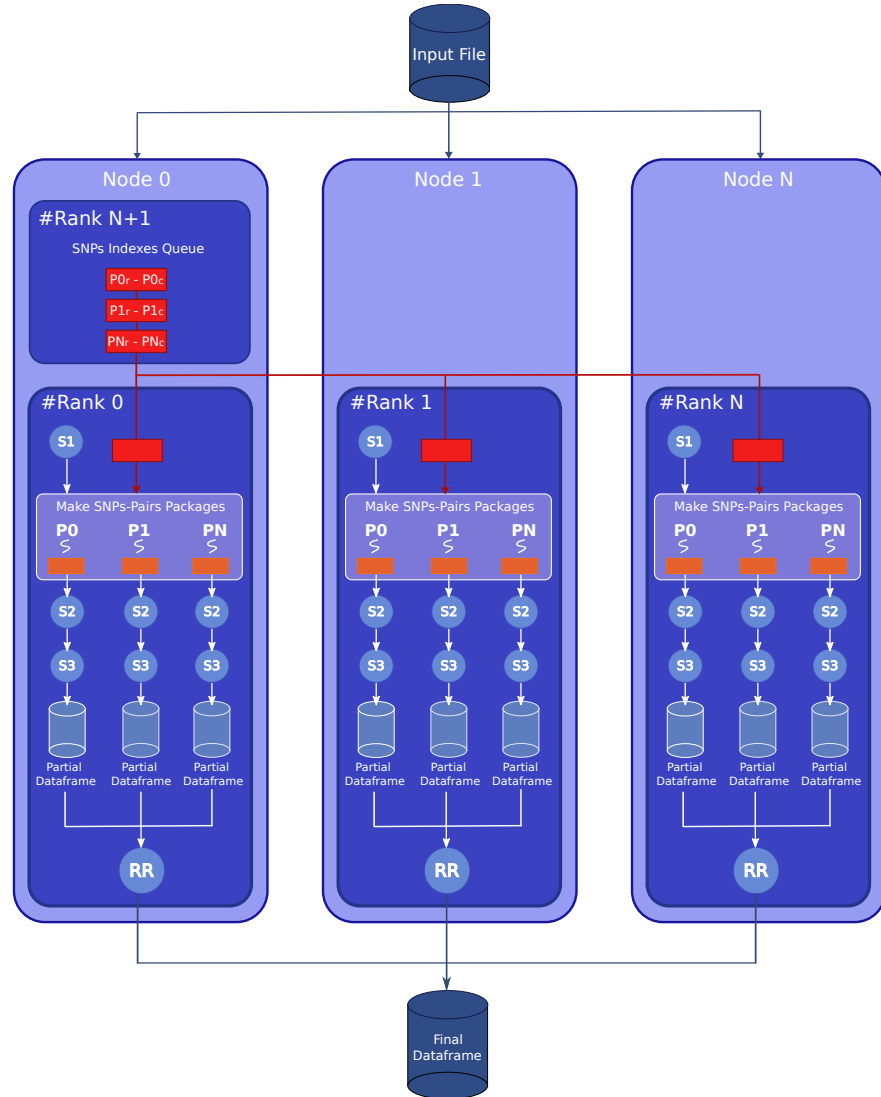 Input File
Node 0
#Rank N+1
SNPs Indexes Queue
P0r - P0c
P1r - P1c
PNr - PNc
#Rank 0
S1
Make SNPs-Pairs Packages
P0 P1 PN
S2 S2 S2
S3 S3 S3
Partial Partial Partial
Dataframe Dataframe Dataframe
RR
Node 1
#Rank 1
S1
Make SNPs-Pairs Packages
P0 P1 PN
S2 S2 S2
S3 S3 S3
Partial Partial Partial
Dataframe Dataframe Dataframe
RR
Node N
#Rank N
S1
Make SNPs-Pairs Packages
P0 P1 PN
S2 S2 S2
S3 S3 S3
Partial Partial Partial
Dataframe Dataframe Dataframe
RR
Final
Dataframe